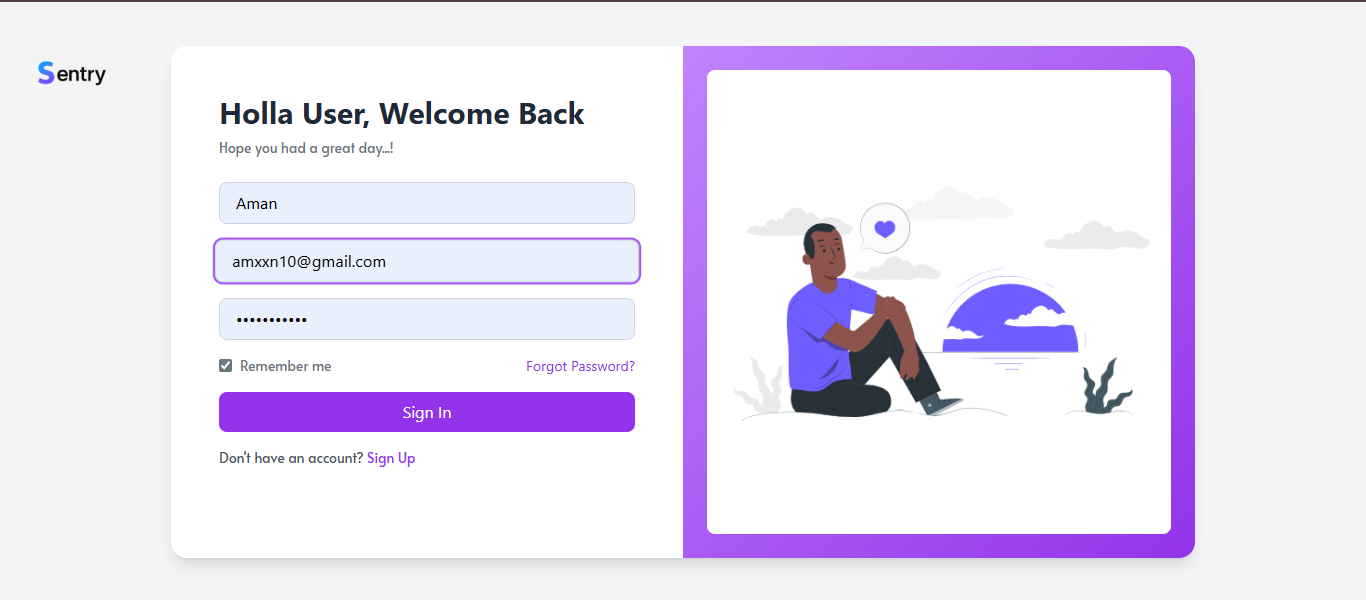 Sentry
Holla User, Welcome Back
Hope you had a great day...!
Aman
amxxn10@gmail.com
•••••••••••
Remember me
Forgot Password?
Sign In
Don't have an account? Sign Up